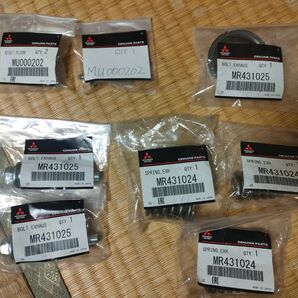 GENUINE PARTS
QTY. 2
MU000202
GENUINE PARTS
QTY 1
MU000202
GENUINE PARTS
BOLT, EXHAUS QTY 1
MR431025
GENUINE PARTS
BOLT, EXHAUS QTY 1
MR431025
GENUINE PARTS
SPRING, EXH QTY 1
MR431024
GENUINE PARTS
SPRING, EXH QTY 1
MR431024
BOLT, EXHAUS QTY 1
MR431025
GENUINE PARTS
SPRING, EXH QTY 1
MR431024